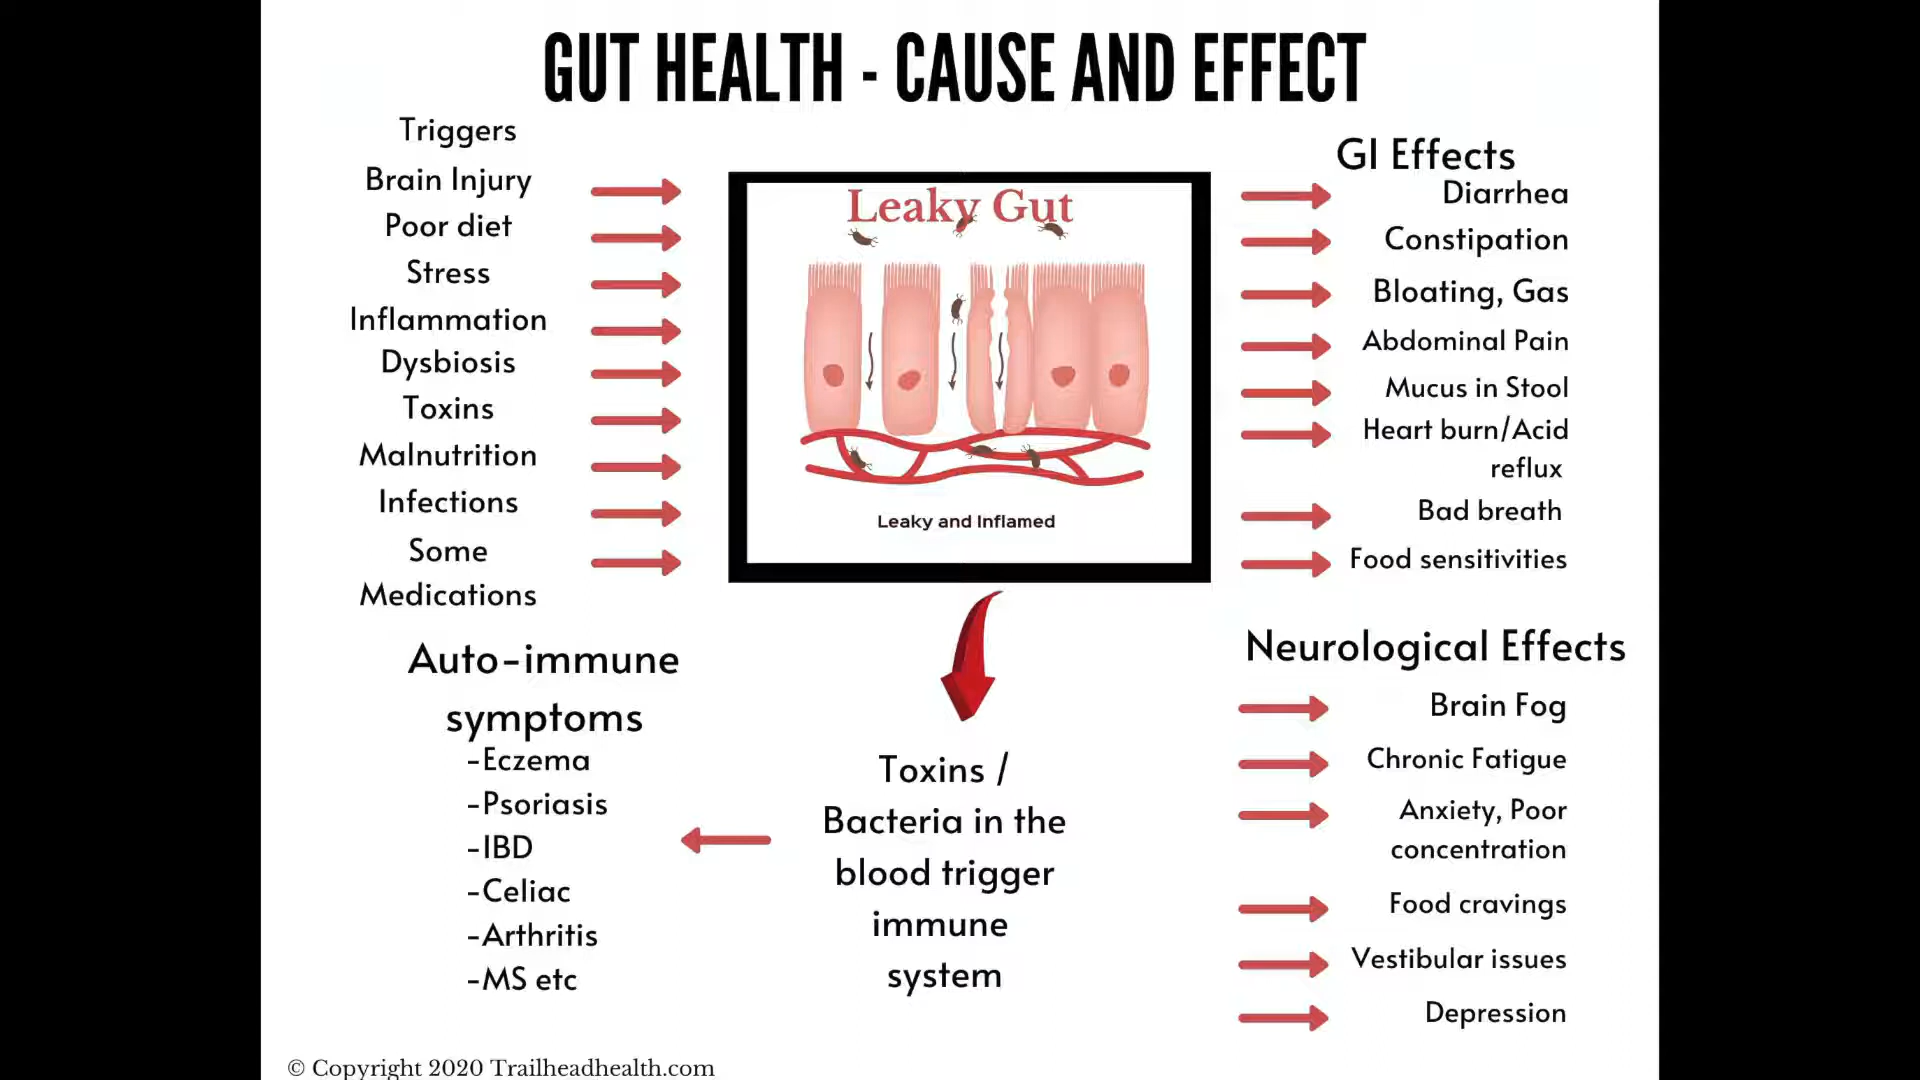 GUT HEALTH - CAUSE AND EFFECT
Triggers
Brain Injury
Poor diet
Stress
Inflammation
Dysbiosis
Toxins
Malnutrition
Infections
Some
Medications
Leaky Gut
Leaky and Inflamed
GI Effects
Diarrhea
Constipation
Bloating, Gas
Abdominal Pain
Mucus in Stool
Heart burn/Acid
reflux
Bad breath
Food sensitivities
Auto-immune
symptoms
-Eczema
-Psoriasis
-IBD
-Celiac
-Arthritis
-MS etc
Toxins /
Bacteria in the
blood trigger
immune
system
Neurological Effects
Brain Fog
Chronic Fatigue
Anxiety, Poor
concentration
Food cravings
Vestibular issues
Depression
© Copyright 2020 Trailheadhealth.com